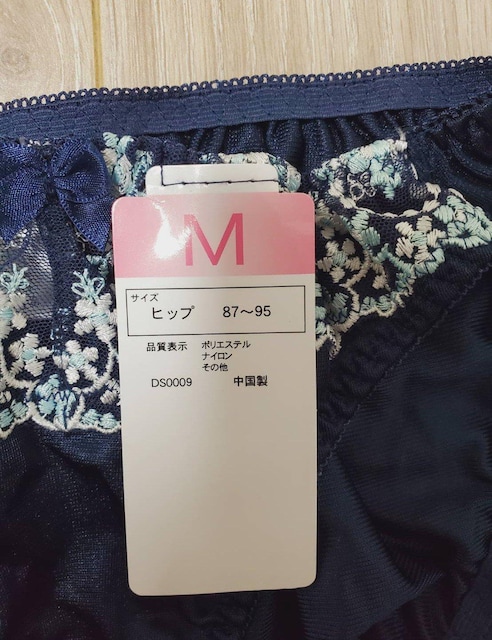 M
サイズ
ヒップ 87～95
品質表示 ポリエステル
ナイロン
その他
DS0009 中国製